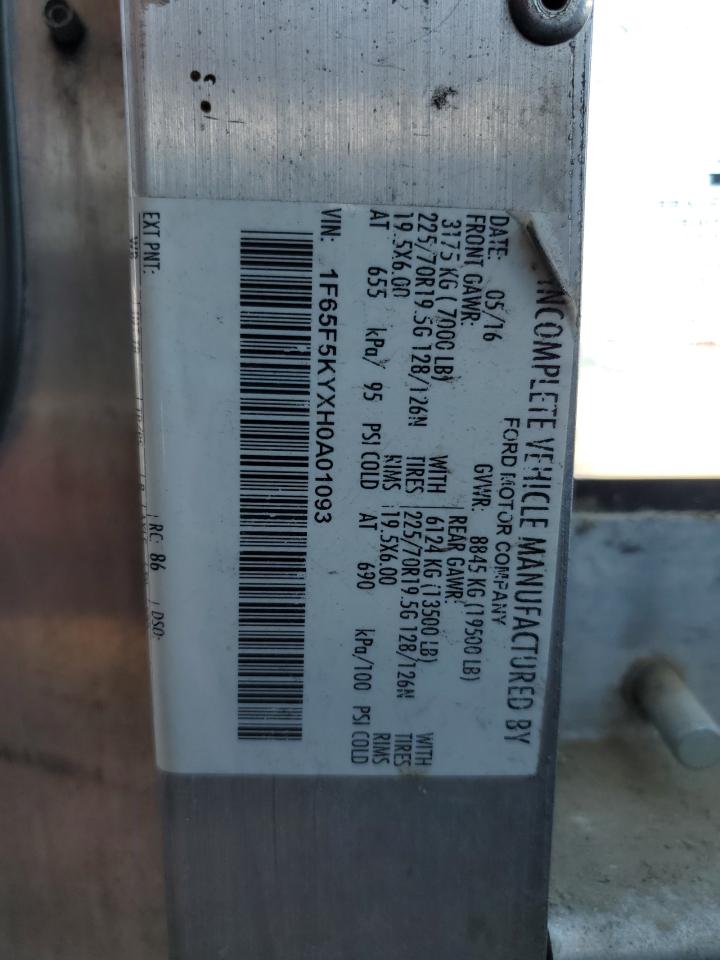 INCOMPLETE VEHICLE MANUFACTURED BY
FORD MOTOR COMPANY
DATE: 05/16 GVWR: 8845 KG (19500 LB)
FRONT GAWR: REAR GAWR:
3175 KG (7000 LB) WITH 6124 KG (13500 LB) WITH
225/70R19.5G 128/126N TIRES 225/70R19.5G 128/126N TIRES
19.5X6.00 RIMS 19.5X6.00 RIMS
AT 655 kPa/ 95 PSI COLD AT 690 kPa/100 PSI COLD
VIN: 1F65F5KYXH0A01093
EXT PNT: RC: 86 DSO:
WB